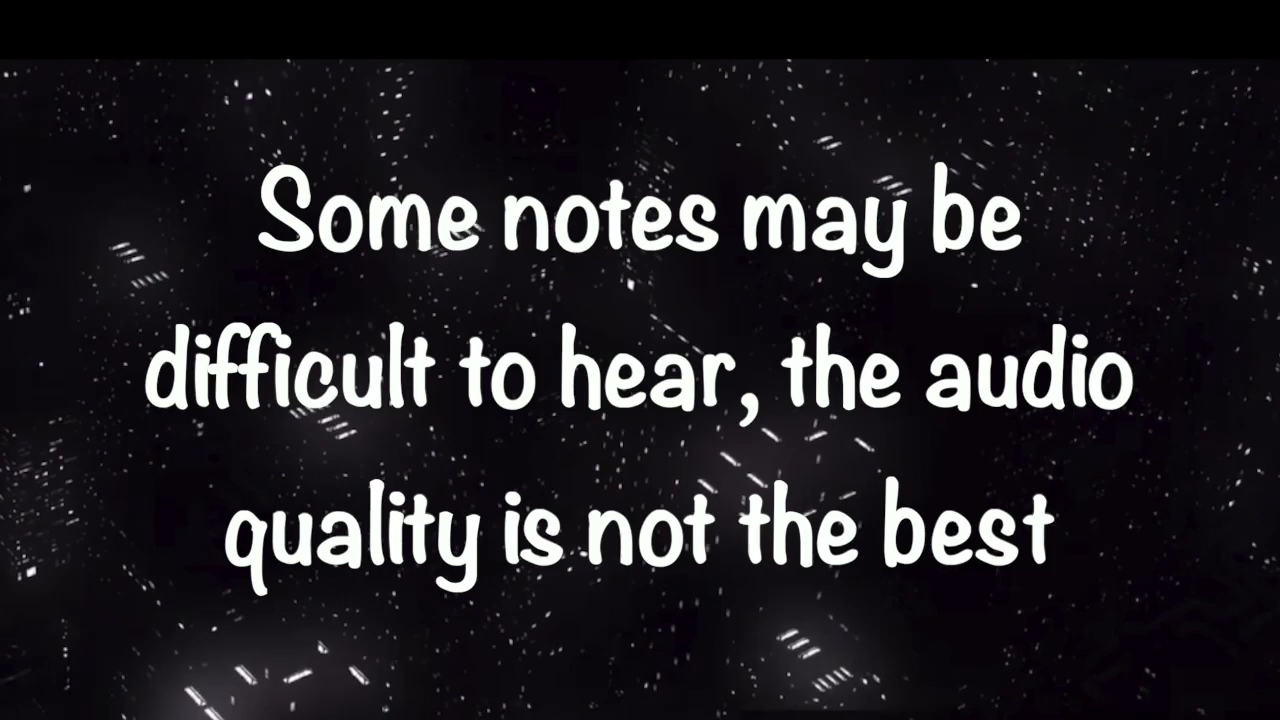 Some notes may be
difficult to hear, the audio
quality is not the best